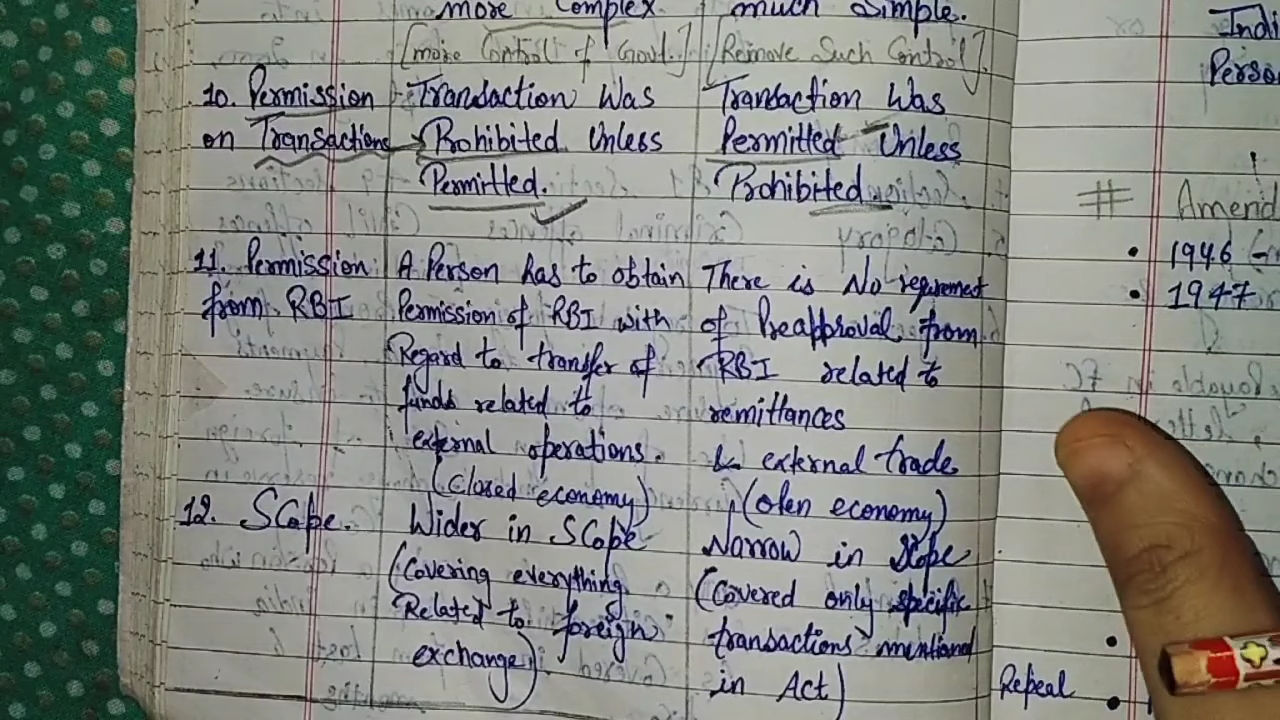 more Complex.
much Simple.
[more Control of Govt.]
[Remove Such Control].
10. Permission
on Transactions
Transaction Was
Prohibited Unless
Permitted.
Transaction Was
Permitted Unless
Prohibited
11. Permission
from RBI
A Person has to obtain
Permission of RBI with
Regard to transfer of
funds related to
external operations.
(Closed economy)
There is No requirement
of Preapproval from
RBI related to
remittances
& external trade
(Open economy)
12. Scope.
Wider in Scope
(Covering everything
Related to foreign
exchange)
Narrow in Scope
(Covered only specific
transactions mentioned
in Act)
Indi
Perso
# Amend
• 1946
• 1947
Repeal